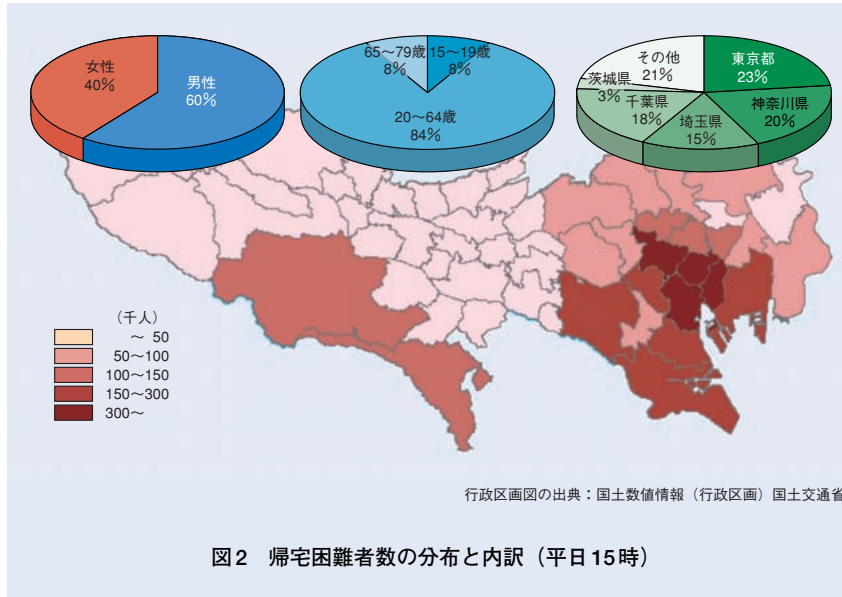 女性
40%
男性
60%
65～79歳
8%
15～19歳
8%
20～64歳
84%
その他
21%
東京都
23%
茨城県
3%
千葉県
18%
埼玉県
15%
神奈川県
20%
（千人）
～ 50
50～100
100～150
150～300
300～
行政区画図の出典：国土数値情報（行政区画）国土交通省
図2 帰宅困難者数の分布と内訳（平日15時）